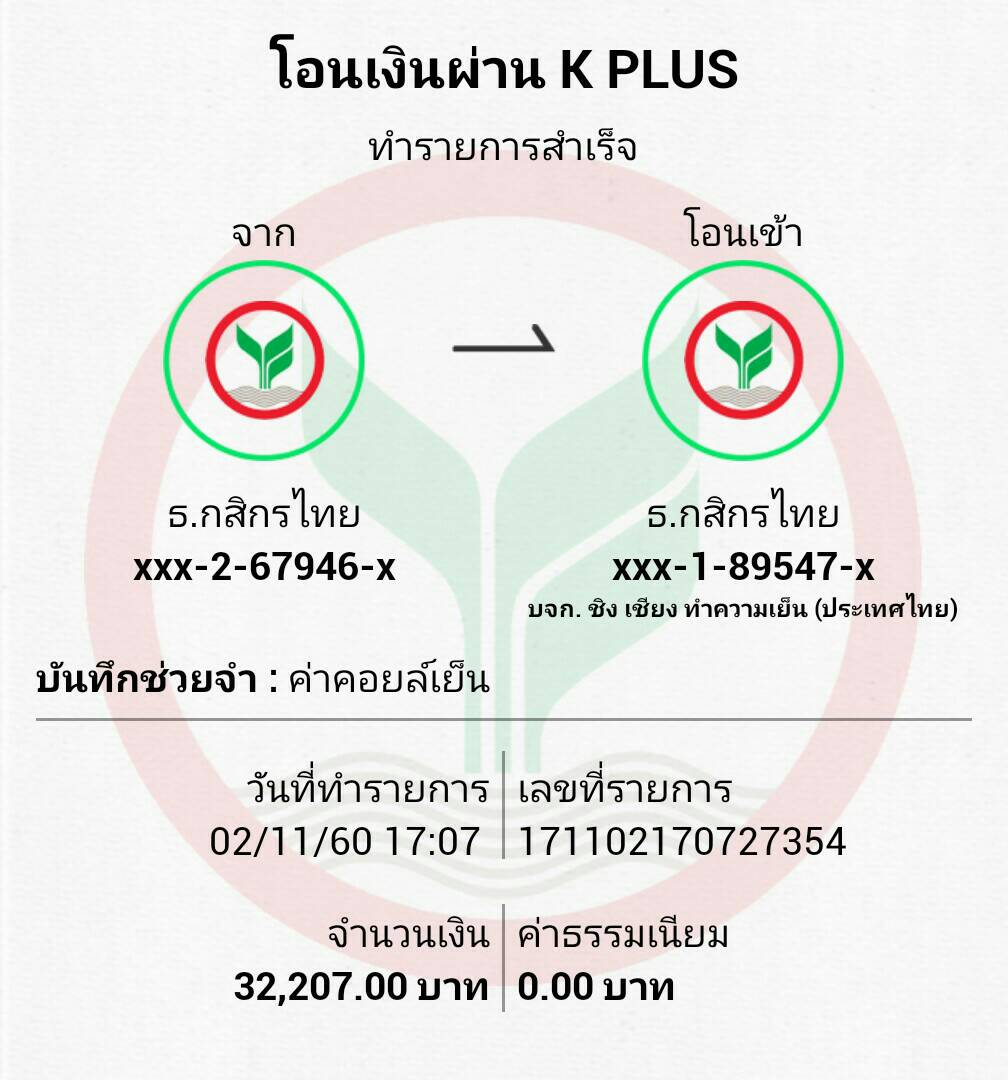 โอนเงินผ่าน K PLUS
ทำรายการสำเร็จ
จาก
โอนเข้า
ธ.กสิกรไทย
xxx-2-67946-x
ธ.กสิกรไทย
xxx-1-89547-x
บจก. ชิง เชียง ทำความเย็น (ประเทศไทย)
บันทึกช่วยจำ : ค่าคอยล์เย็น
วันที่ทำรายการ
02/11/60 17:07
เลขที่รายการ
171102170727354
จำนวนเงิน
32,207.00 บาท
ค่าธรรมเนียม
0.00 บาท